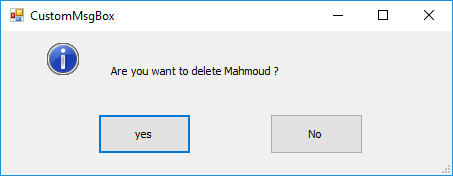 CustomMsgBox
Are you want to delete Mahmoud ?
yes
No